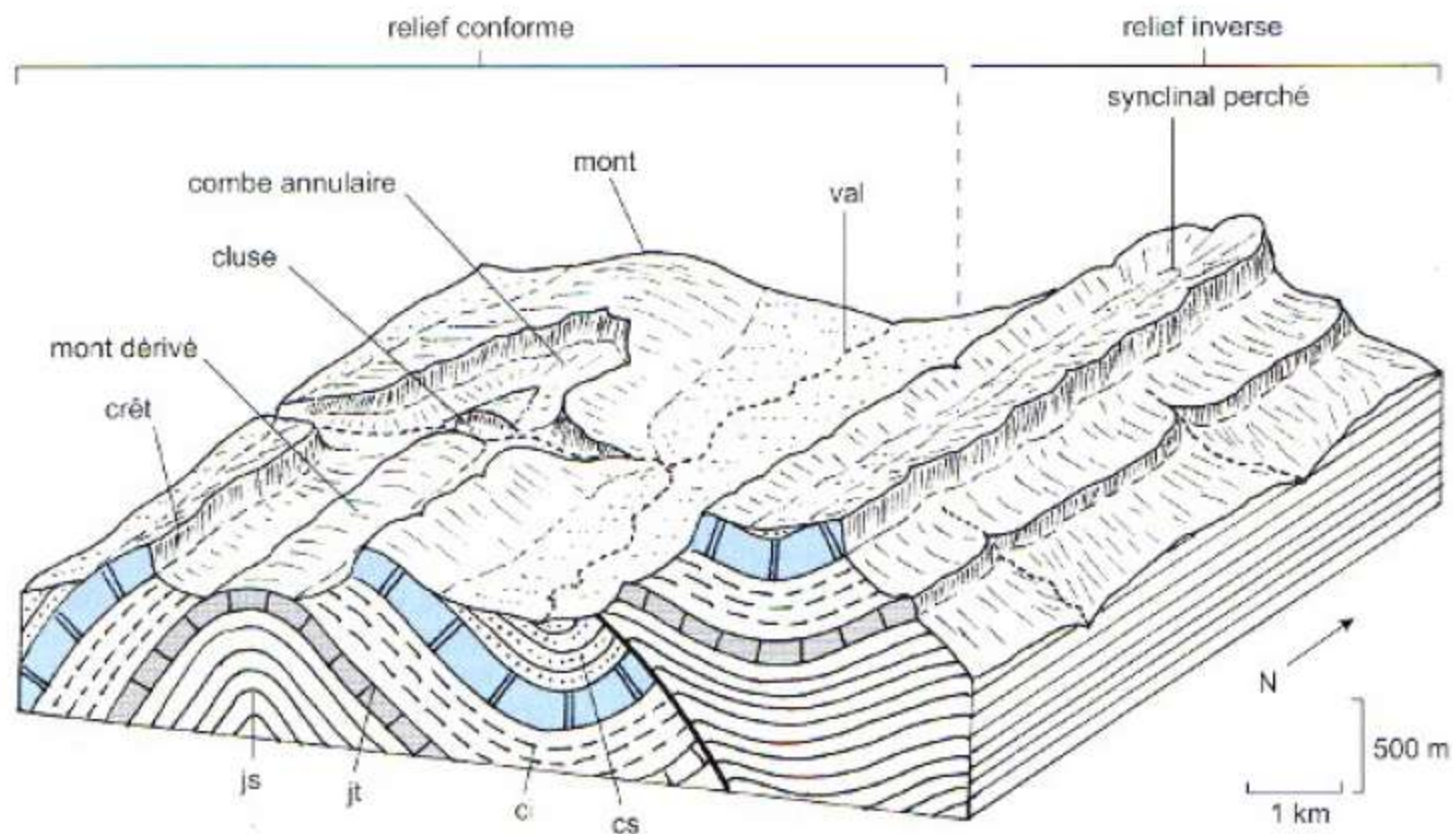 relief conforme
relief inverse
synclinal perché
mont
combe annulaire
val
cluse
mont dérivé
crêt
N
500 m
1 km
js
jt
ci
cs